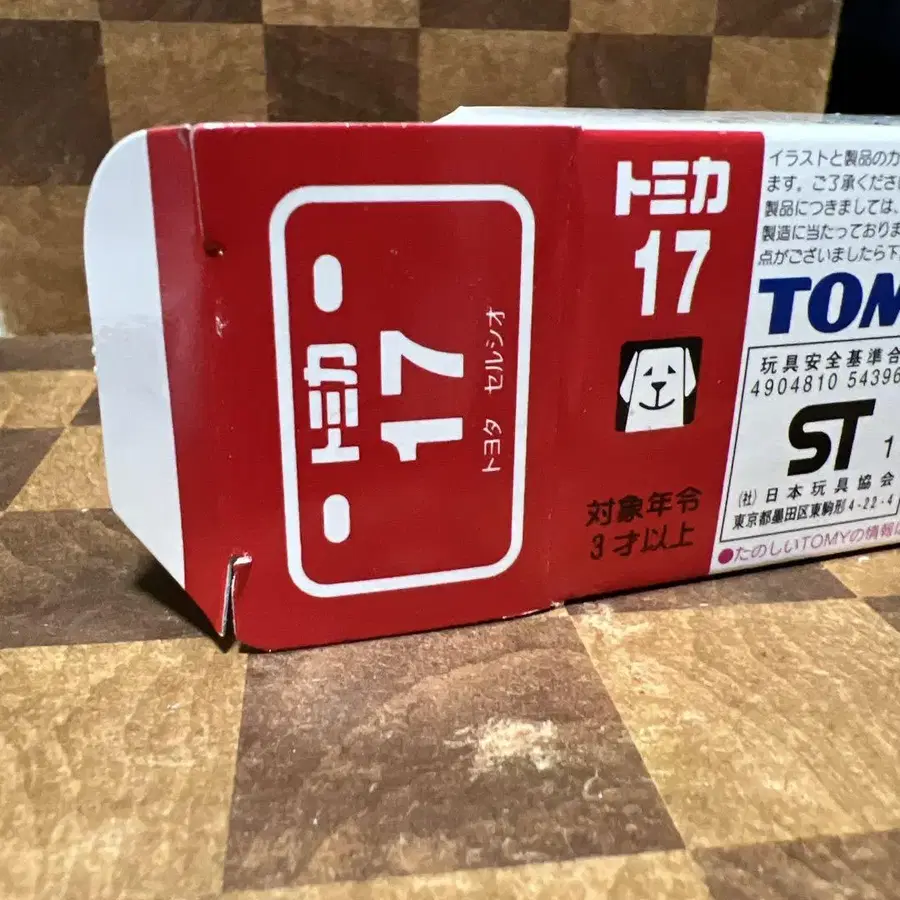 トミカ
17
トヨタ セルシオ
トミカ
17
対象年令
3才以上
イラストと製品のカ
ます。ご了承くださ
製品につきましては、
製造に当たっておりま
点がございましたら下
TOM
玩具安全基準合
4904810 54396
ST 1
(社)日本玩具協会
東京都墨田区東駒形4-22-4
●たのしいTOMYの情報に